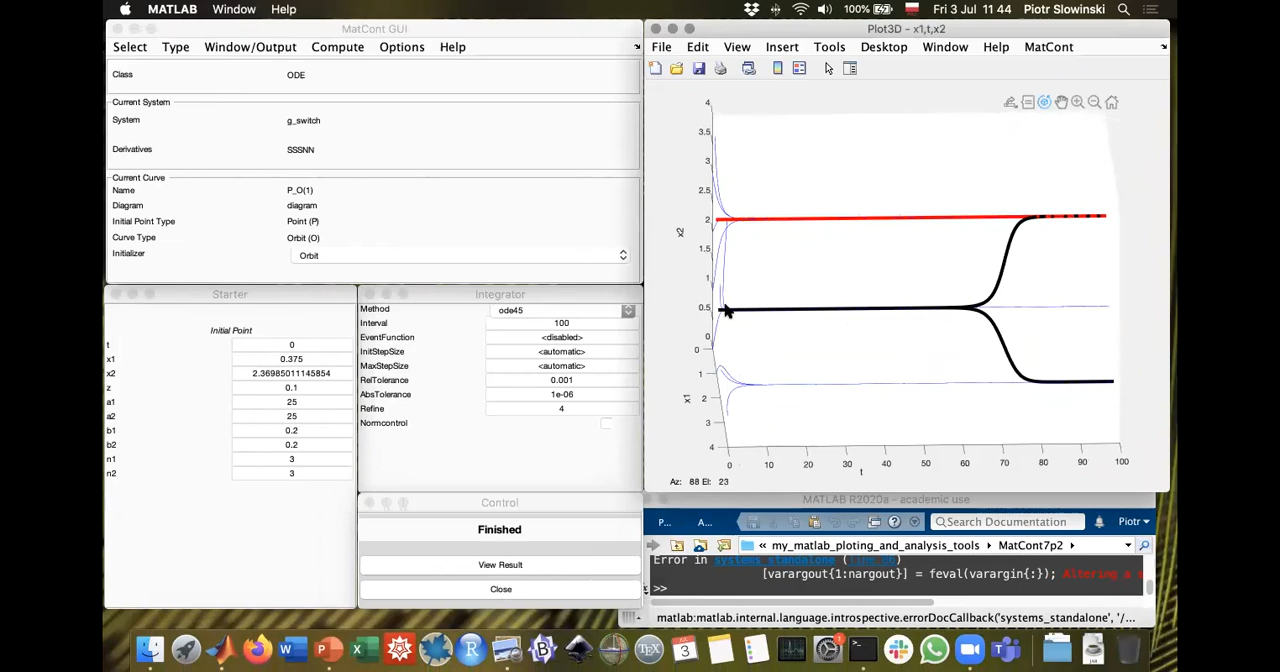 MATLAB Window Help 100% Fri 3 Jul 11 44 Piotr Slowinski
MatCont GUI
Select Type Window/Output Compute Options Help
Class ODE
Current System
System g_switch
Derivatives SSSNN
Current Curve
Name P_O(1)
Diagram diagram
Initial Point Type Point (P)
Curve Type Orbit (O)
Initializer Orbit
Starter
Initial Point
t 0
x1 0.375
x2 2.36985011145854
z 0.1
a1 25
a2 25
b1 0.2
b2 0.2
n1 3
n2 3
Integrator
Method ode45
Interval 100
EventFunction <disabled>
InitStepSize <automatic>
MaxStepSize <automatic>
RelTolerance 0.001
AbsTolerance 1e-06
Refine 4
Normcontrol
Control
Finished
View Result
Close
Plot3D - x1,t,x2
File Edit View Insert Tools Desktop Window Help MatCont
4
3.5
3
2.5
2
1.5
1
0.5
0
x2
0
1
2
3
4
x1
0 10 20 30 40 50 60 70 80 90 100
t
Az: 88 El: 23
MATLAB R2020a - academic use
P... A... Search Documentation Piotr
« my_matlab_ploting_and_analysis_tools > MatCont7p2 >
Error in systems_standalone
[varargout{1:nargout}] = feval(varargin{:});
>>
matlab:matlab.internal.language.introspective.errorDocCallback('systems_standalone', '/...